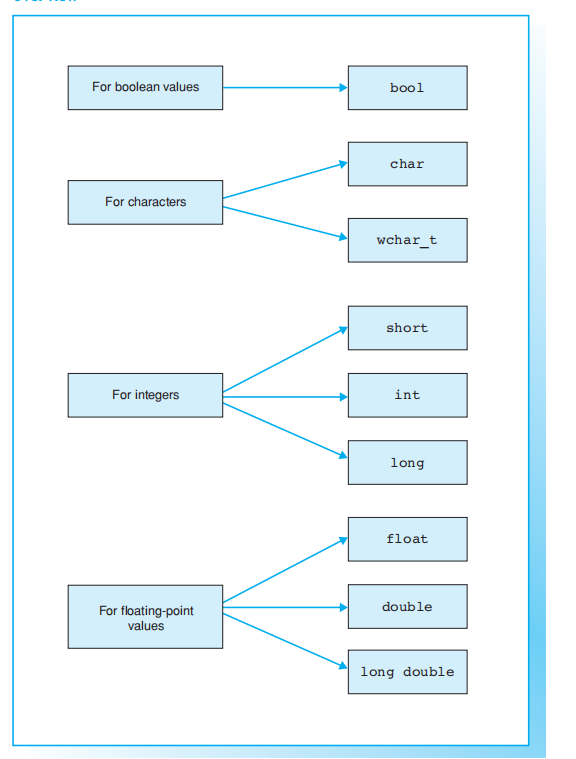 For boolean values
bool
For characters
char
wchar_t
For integers
short
int
long
For floating-point
values
float
double
long double